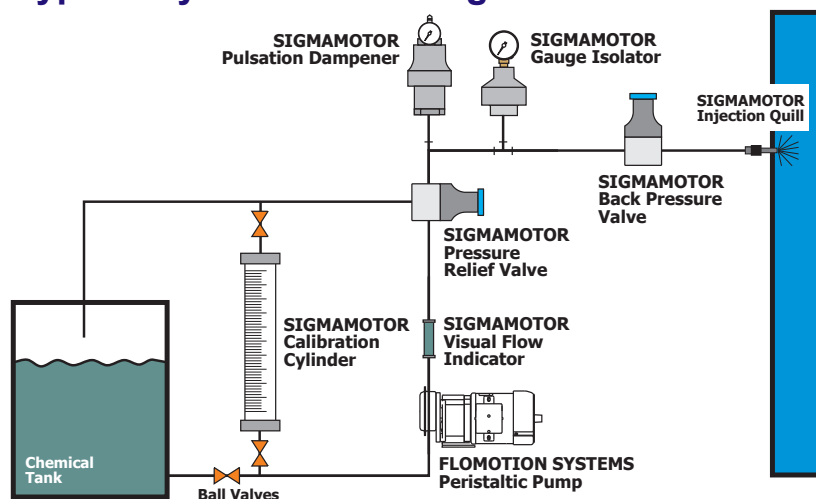 SIGMAMOTOR
Pulsation Dampener
SIGMAMOTOR
Gauge Isolator
SIGMAMOTOR
Injection Quill
SIGMAMOTOR
Back Pressure
Valve
SIGMAMOTOR
Pressure
Relief Valve
SIGMAMOTOR
Calibration
Cylinder
SIGMAMOTOR
Visual Flow
Indicator
Chemical
Tank
Ball Valves
FLOMOTION SYSTEMS
Peristaltic Pump